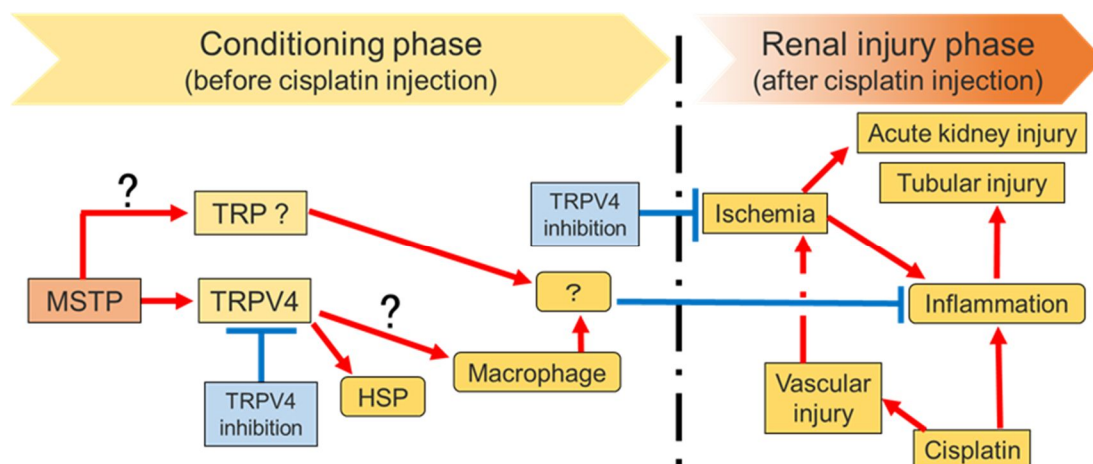 Conditioning phase
(before cisplatin injection)
Renal injury phase
(after cisplatin injection)
Acute kidney injury
Tubular injury
?
TRP ?
TRPV4
inhibition
Ischemia
MSTP
TRPV4
?
?
Inflammation
Macrophage
HSP
TRPV4
inhibition
Vascular
injury
Cisplatin